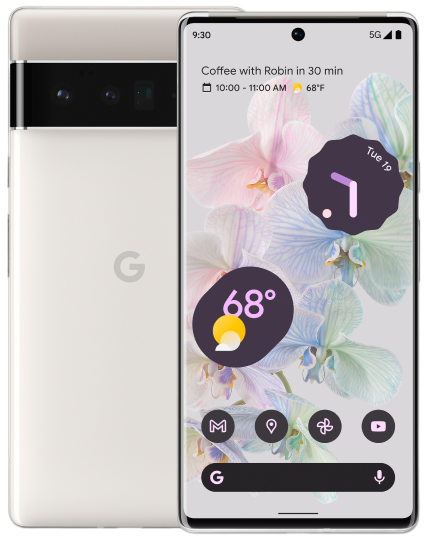 9:30
5G
Coffee with Robin in 30 min
10:00 - 11:00 AM 68°F
Tue 19
68°
G
G